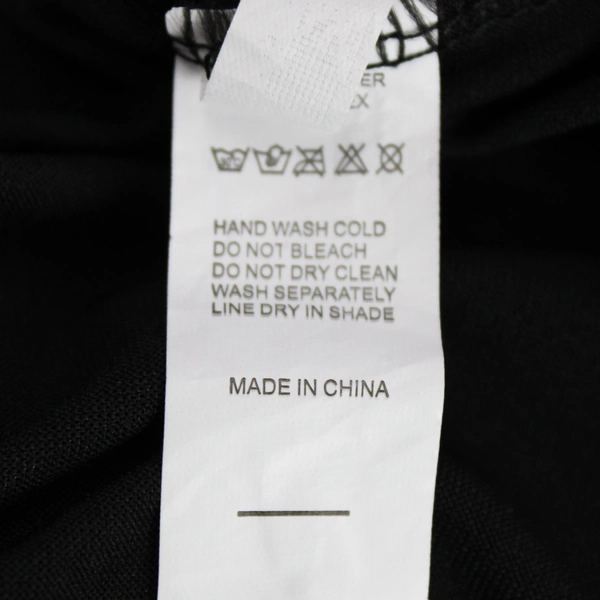 HAND WASH COLD
DO NOT BLEACH
DO NOT DRY CLEAN
WASH SEPARATELY
LINE DRY IN SHADE
MADE IN CHINA